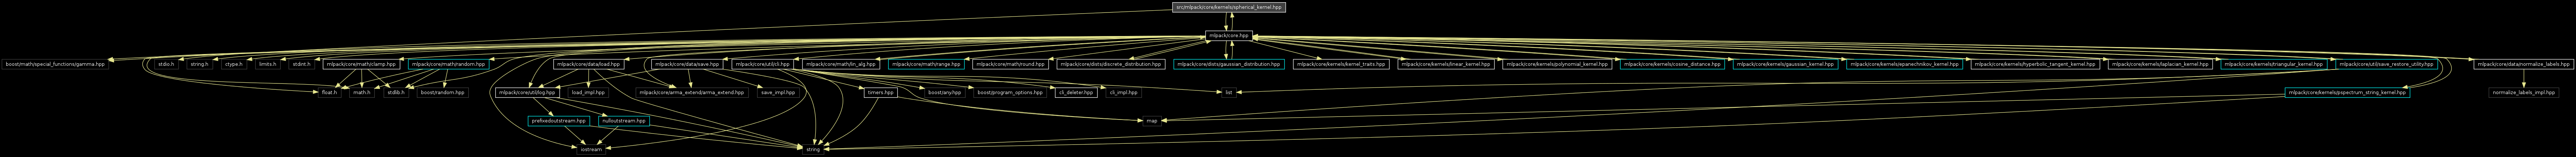 src/mlpack/core/kernels/spherical_kernel.hpp
mlpack/core.hpp
boost/math/special_functions/gamma.hpp
stdio.h
string.h
ctype.h
limits.h
stdint.h
mlpack/core/math/clamp.hpp
mlpack/core/math/random.hpp
mlpack/core/data/load.hpp
mlpack/core/data/save.hpp
mlpack/core/util/cli.hpp
mlpack/core/math/lin_alg.hpp
mlpack/core/math/range.hpp
mlpack/core/math/round.hpp
mlpack/core/dists/discrete_distribution.hpp
mlpack/core/dists/gaussian_distribution.hpp
mlpack/core/kernels/kernel_traits.hpp
mlpack/core/kernels/linear_kernel.hpp
mlpack/core/kernels/polynomial_kernel.hpp
mlpack/core/kernels/cosine_distance.hpp
mlpack/core/kernels/gaussian_kernel.hpp
mlpack/core/kernels/epanechnikov_kernel.hpp
mlpack/core/kernels/hyperbolic_tangent_kernel.hpp
mlpack/core/kernels/laplacian_kernel.hpp
mlpack/core/kernels/triangular_kernel.hpp
mlpack/core/util/save_restore_utility.hpp
mlpack/core/data/normalize_labels.hpp
float.h
math.h
stdlib.h
boost/random.hpp
mlpack/core/util/log.hpp
load_impl.hpp
mlpack/core/arma_extend/arma_extend.hpp
save_impl.hpp
timers.hpp
boost/any.hpp
boost/program_options.hpp
cli_deleter.hpp
cli_impl.hpp
list
mlpack/core/kernels/pspectrum_string_kernel.hpp
normalize_labels_impl.hpp
prefixedoutstream.hpp
nulloutstream.hpp
map
iostream
string